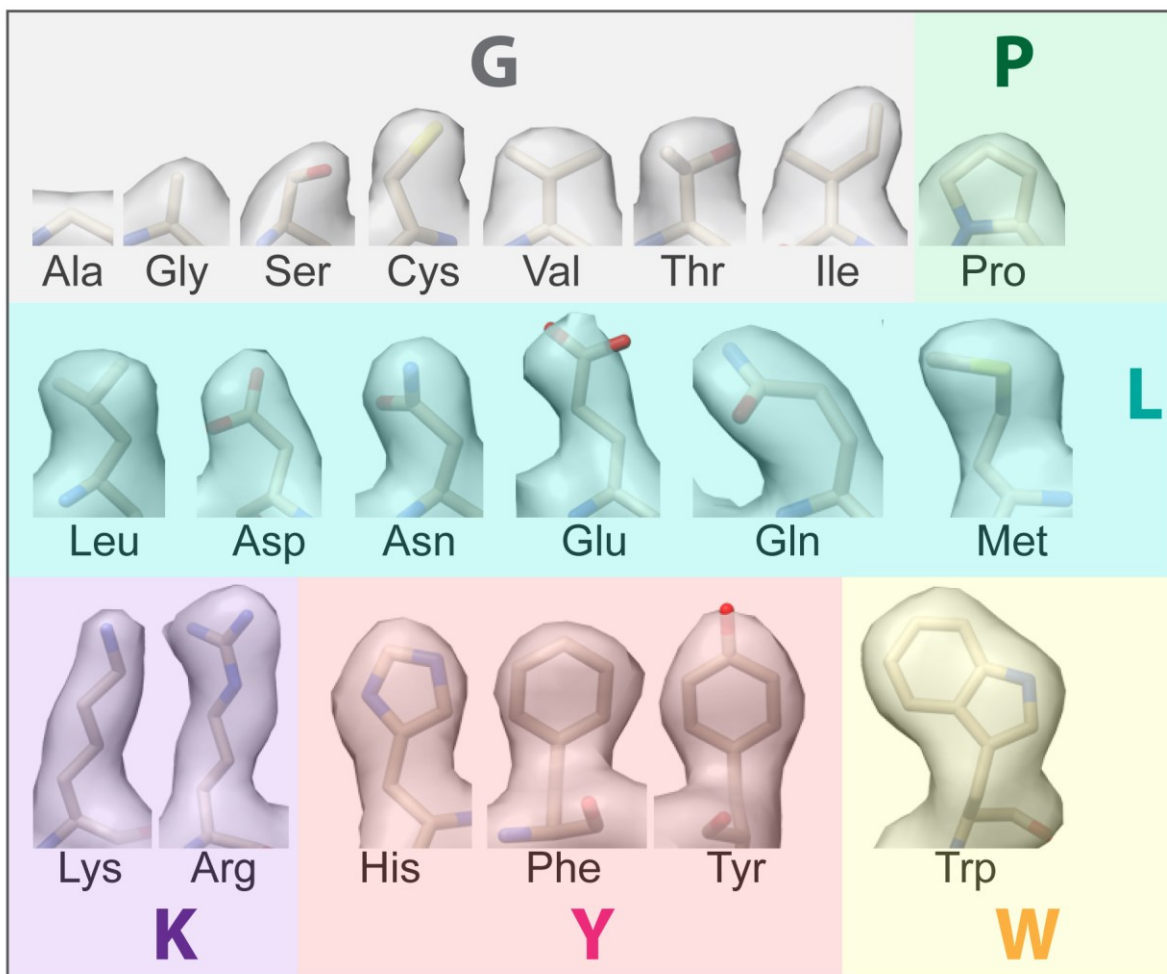 G P
Ala Gly Ser Cys Val Thr Ile Pro
L
Leu Asp Asn Glu Gln Met
Lys Arg His Phe Tyr Trp
K Y W